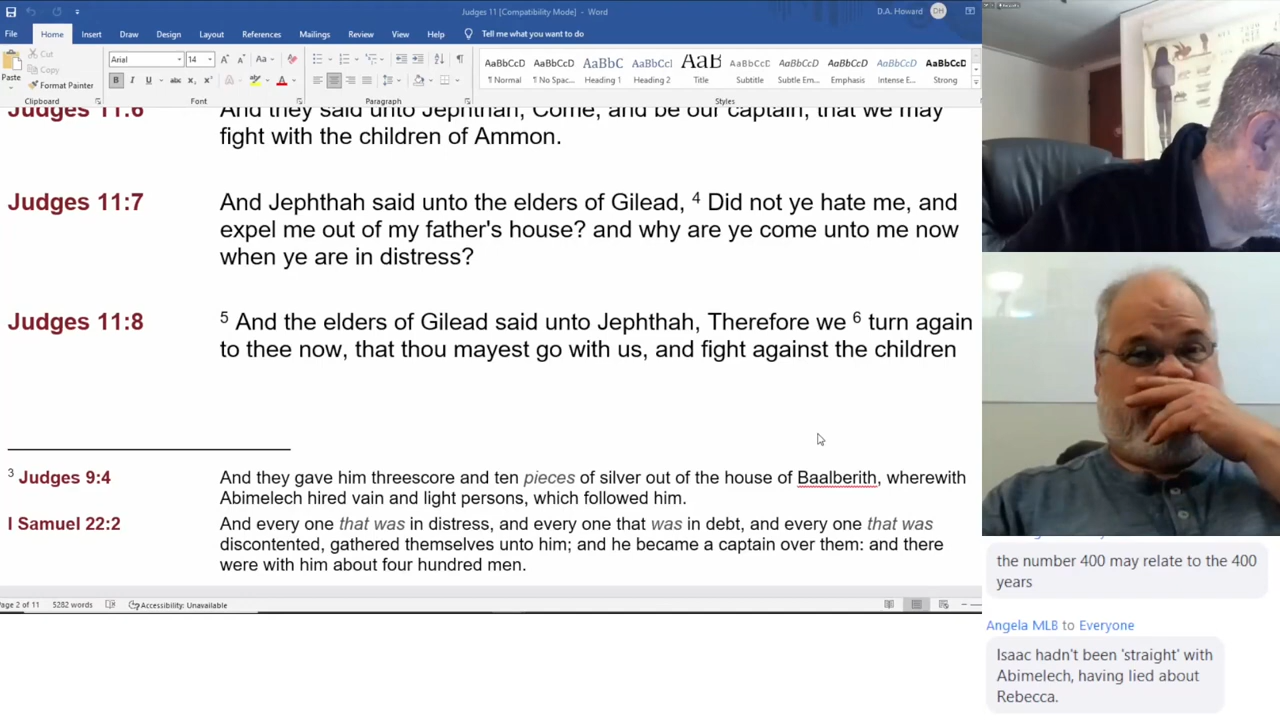 Judges 11 [Compatibility Mode] - Word
D.A. Howard
DH
File Home Insert Draw Design Layout References Mailings Review View Help Tell me what you want to do
Paste
Cut
Copy
Format Painter
Clipboard
Arial
14
Font
Paragraph
AaBbCcD AaBbCcD AaBbC AaBbCcI AaB AaBbCcD AaBbCcD AaBbCcD AaBbCcD AaBbCcD
¶ Normal ¶ No Spac... Heading 1 Heading 2 Title Subtitle Subtle Em... Emphasis Intense E... Strong
Styles
Judges 11:6 And they said unto Jephthah, Come, and be our captain, that we may
fight with the children of Ammon.
Judges 11:7 And Jephthah said unto the elders of Gilead, 4 Did not ye hate me, and
expel me out of my father's house? and why are ye come unto me now
when ye are in distress?
Judges 11:8 5 And the elders of Gilead said unto Jephthah, Therefore we 6 turn again
to thee now, that thou mayest go with us, and fight against the children
3 Judges 9:4 And they gave him threescore and ten pieces of silver out of the house of Baalberith, wherewith
Abimelech hired vain and light persons, which followed him.
I Samuel 22:2 And every one that was in distress, and every one that was in debt, and every one that was
discontented, gathered themselves unto him; and he became a captain over them: and there
were with him about four hundred men.
Page 2 of 11 5282 words Accessibility: Unavailable
the number 400 may relate to the 400
years
Angela MLB to Everyone
Isaac hadn't been 'straight' with
Abimelech, having lied about
Rebecca.